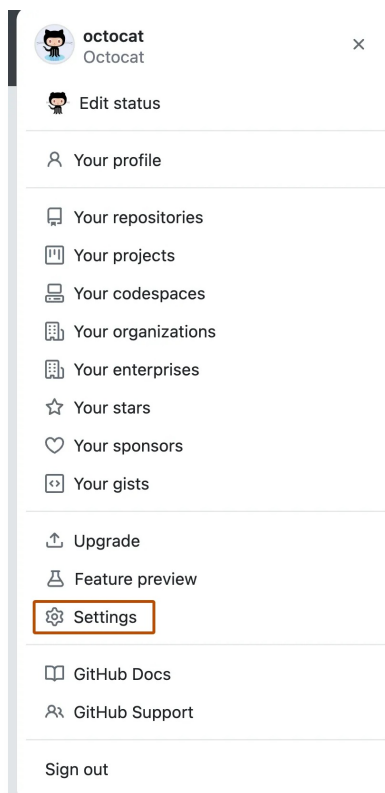 octocat
Octocat
Edit status
Your profile
Your repositories
Your projects
Your codespaces
Your organizations
Your enterprises
Your stars
Your sponsors
Your gists
Upgrade
Feature preview
Settings
GitHub Docs
GitHub Support
Sign out